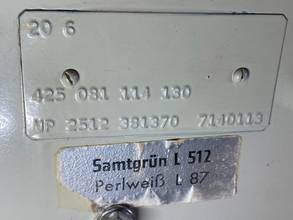 20 6
425 081 114 130
MP 2512 381370 7140113
Samtgrün L 512
Perlweiß L 87